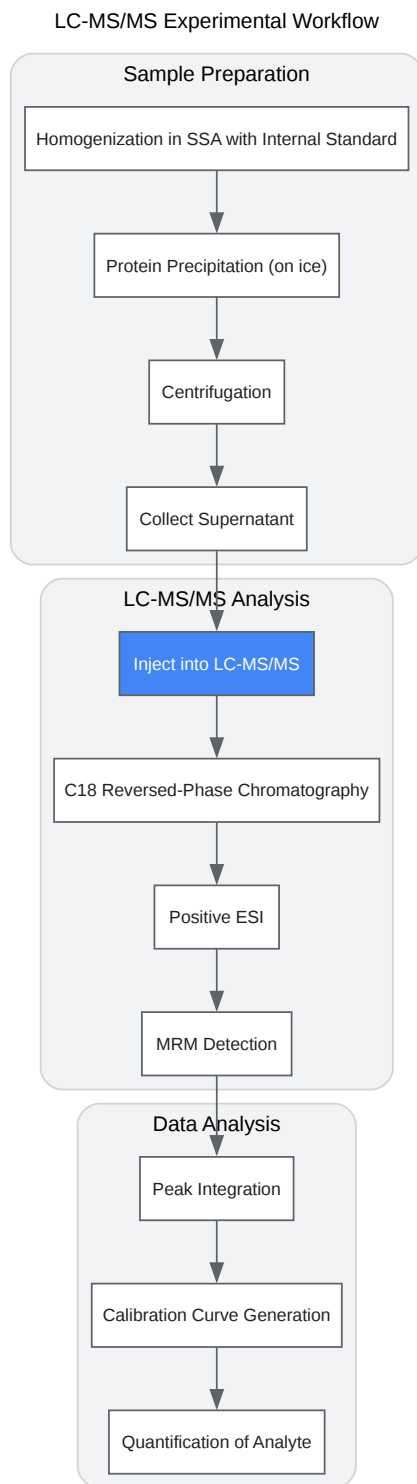 LC-MS/MS Experimental Workflow
Sample Preparation
Homogenization in SSA with Internal Standard
Protein Precipitation (on ice)
Centrifugation
Collect Supernatant
LC-MS/MS Analysis
Inject into LC-MS/MS
C18 Reversed-Phase Chromatography
Positive ESI
MRM Detection
Data Analysis
Peak Integration
Calibration Curve Generation
Quantification of Analyte